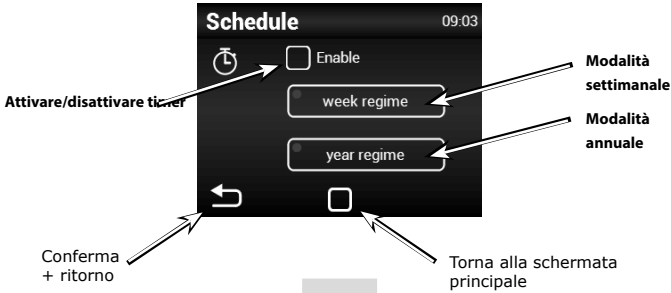 Schedule 09:03
Enable
Modalità
settimanale
Attivare/disattivare timer
week regime
Modalità
annuale
year regime
Conferma
+ ritorno
Torna alla schermata
principale